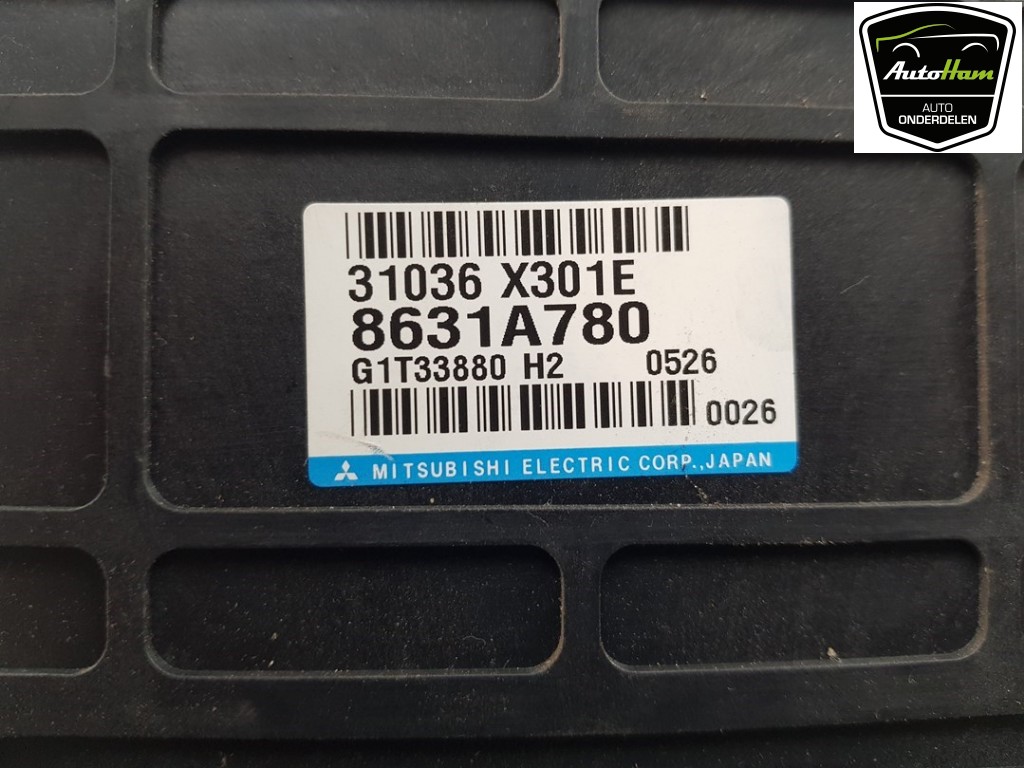 AutoHam
AUTO
ONDERDELEN
31036 X301E
8631A780
G1T33880 H2 0526
0026
MITSUBISHI ELECTRIC CORP., JAPAN